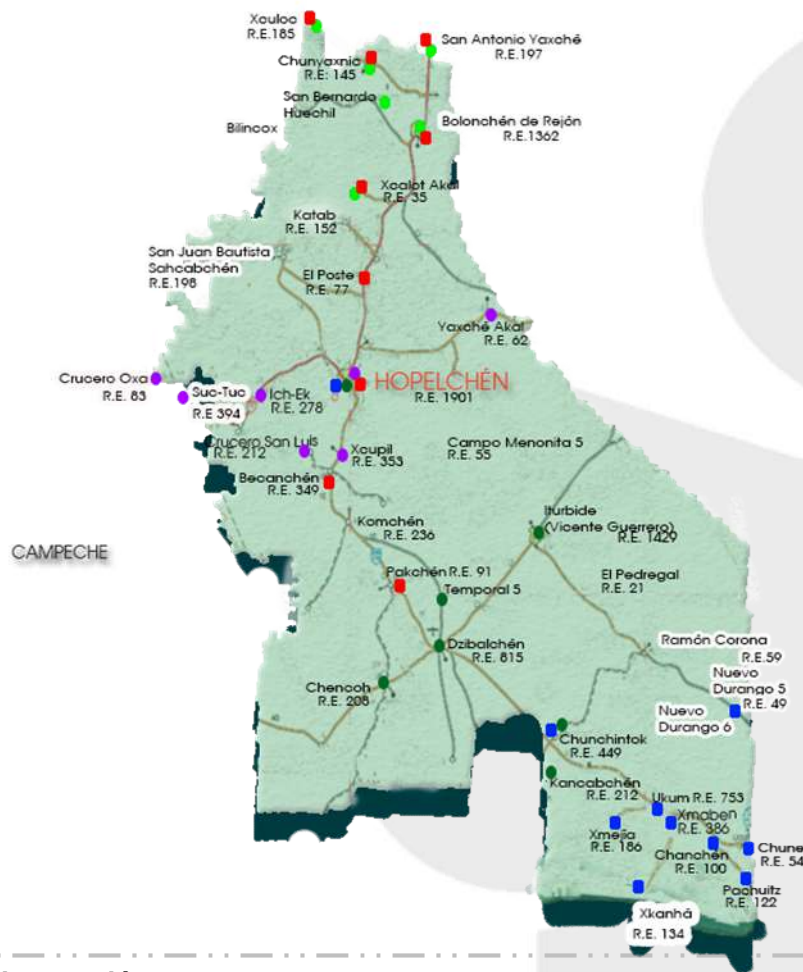 Xculoc
R.E.185
San Antonio Yaxché
R.E.197
Chunyaxnic
R.E: 145
San Bernardo
Huechil
Bilincox
Bolonchén de Rejón
R.E.1362
Xcalot Akal
R.E. 35
Katab
R.E. 152
San Juan Bautista
Sahcabchén
R.E.198
El Poste
R.E. 77
Yaxché Akal
R.E. 62
Crucero Oxa
R.E. 83
Suc-Tuc
R.E 394
Ich-Ek
R.E. 278
HOPELCHÉN
R.E. 1901
Crucero San Luis
R.E. 212
Xcupil
R.E. 353
Campo Menonita 5
R.E. 55
Becanchén
R.E. 349
Komchén
R.E. 236
Iturbide
(Vicente Guerrero)
R.E. 1429
CAMPECHE
Pakchén R.E. 91
Temporal 5
El Pedregal
R.E. 21
Dzibalchén
R.E. 815
Ramón Corona
R.E.59
Chencoh
R.E. 208
Nuevo
Durango 5
R.E. 49
Nuevo
Durango 6
Chunchintok
R.E. 449
Kancabchén
R.E. 212
Ukum R.E. 753
Xmaben
R.E. 386
Xmejía
R.E. 186
Chanchén
R.E. 100
Chune
R.E. 54
Pachuitz
R.E. 122
Xkanhá
R.E. 134